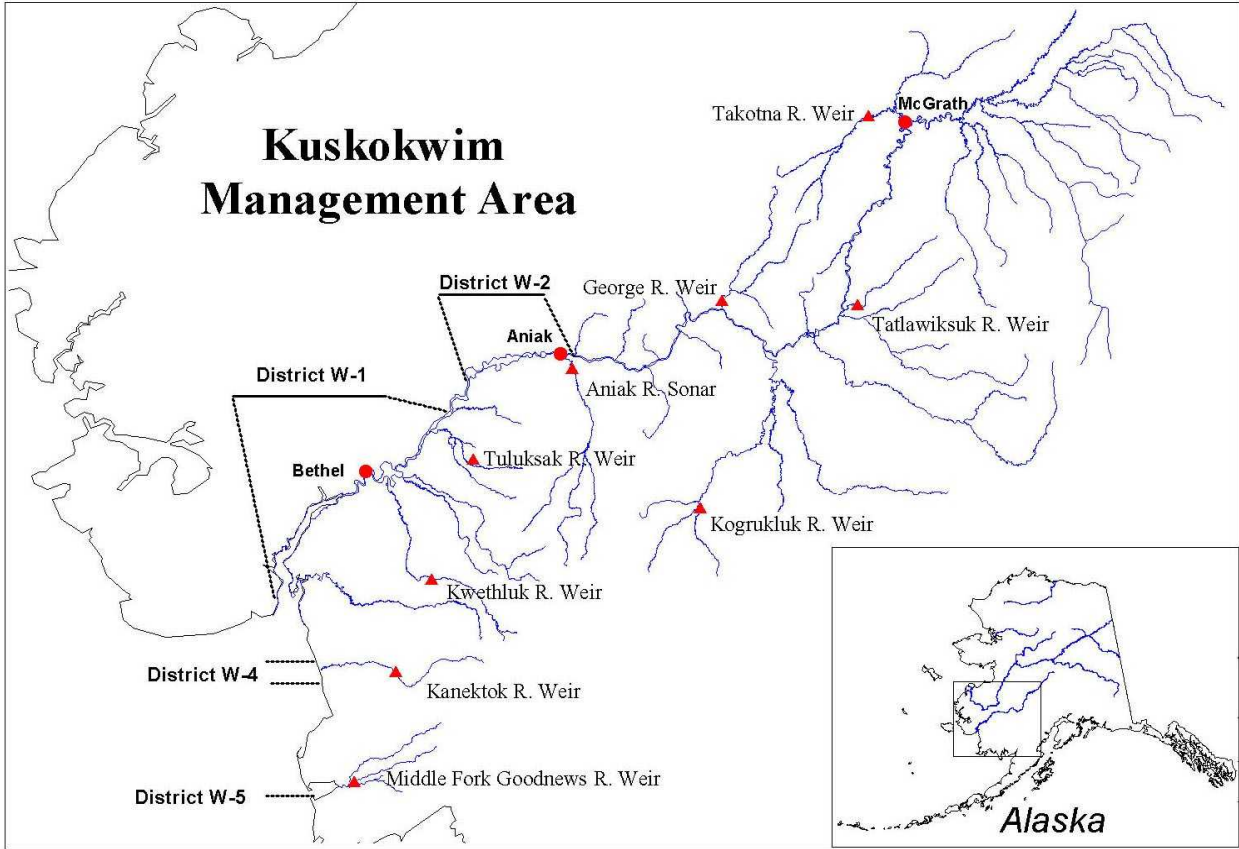 Kuskokwim
Management Area
Takotna R. Weir
McGrath
District W-2
George R. Weir
Tatlawiksuk R. Weir
Aniak
District W-1
Aniak R. Sonar
Bethel
Tuluksak R. Weir
Kogrukluk R. Weir
Kwethluk R. Weir
District W-4
Kanektok R. Weir
Middle Fork Goodnews R. Weir
District W-5
Alaska